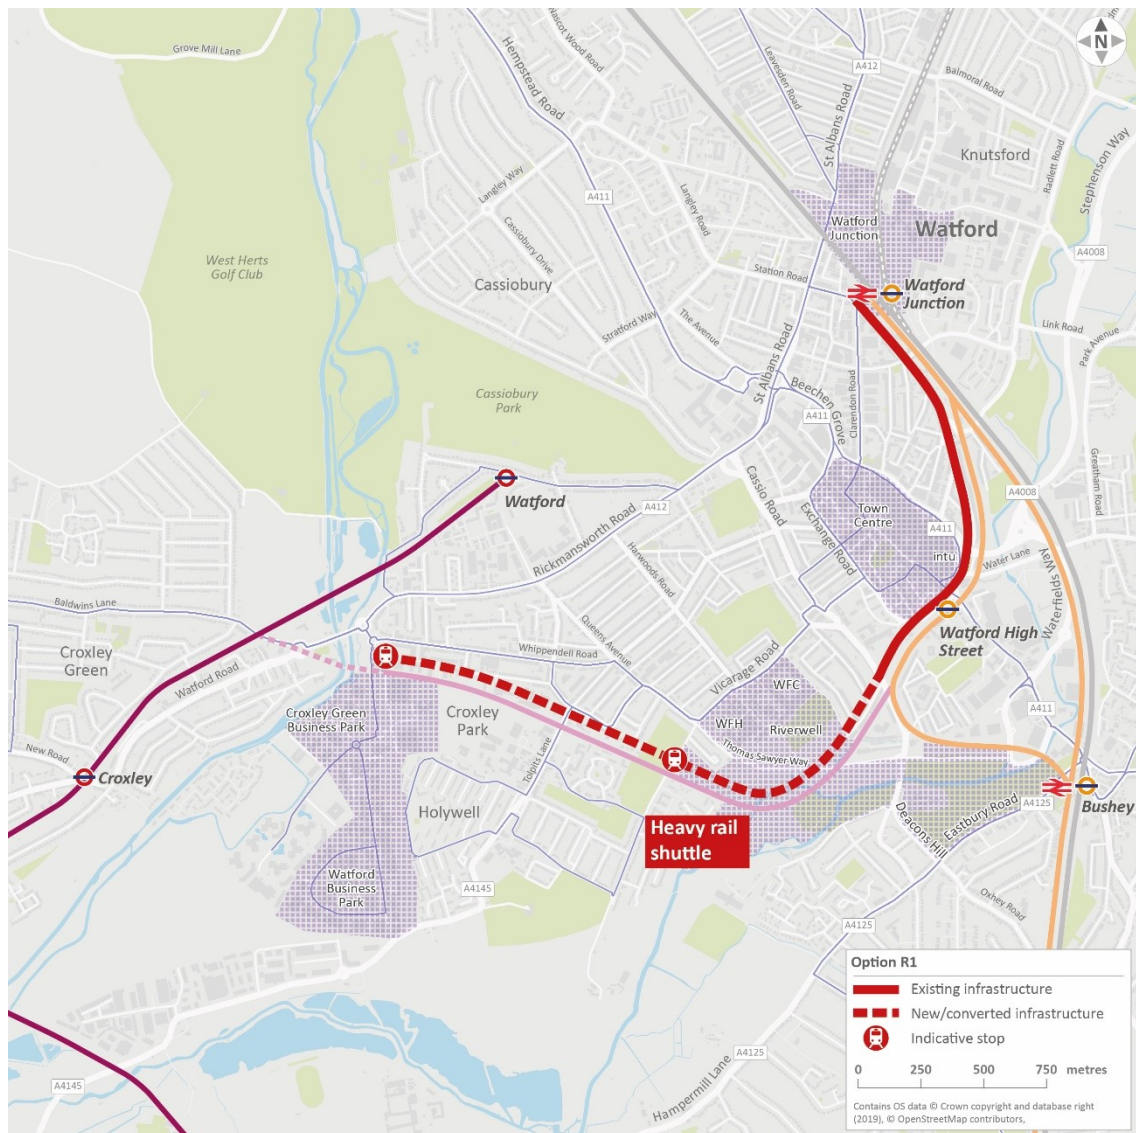 Grove Mill Lane
Hempstead Road
Nascot Wood Road
Leavesden Road
A412
St Albans Road
Balmoral Road
N
Knutsford
Radlett Road
Stephenson Way
Langley Way
A411
Langley Road
Cassiobury Drive
Watford
Junction
Watford
A4008
West Herts
Golf Club
Cassiobury
Station Road
Watford
Junction
Stratford Way
The Avenue
Link Road
Park Avenue
St Albans Road
Cassiobury
Park
Beechen Grove
Clarendon Road
A411
Greatham Road
Watford
A412
Cassio Road
A4008
Town
Centre
A411
Exchange Road
intu
Rickmansworth Road
Harwoods Road
Water Lane
Waterfields Way
Baldwins Lane
Watford High
Street
Croxley
Green
Watford Road
Queens Avenue
Whippendell Road
Vicarage Road
WFC
Croxley Green
Business Park
Croxley
Park
WFH
Riverwell
A411
New Road
Croxley
Tolpits Lane
Thomas Sawyer Way
Holywell
Deacons Hill
Eastbury Road
A4125
Bushey
Heavy rail
shuttle
Watford
Business
Park
A4145
Oxhey Road
A4125
Option R1
Existing infrastructure
New/converted infrastructure
Indicative stop
0 250 500 750 metres
Contains OS data © Crown copyright and database right
(2019), © OpenStreetMap contributors,
A4125
Hampermill Lane
A4145